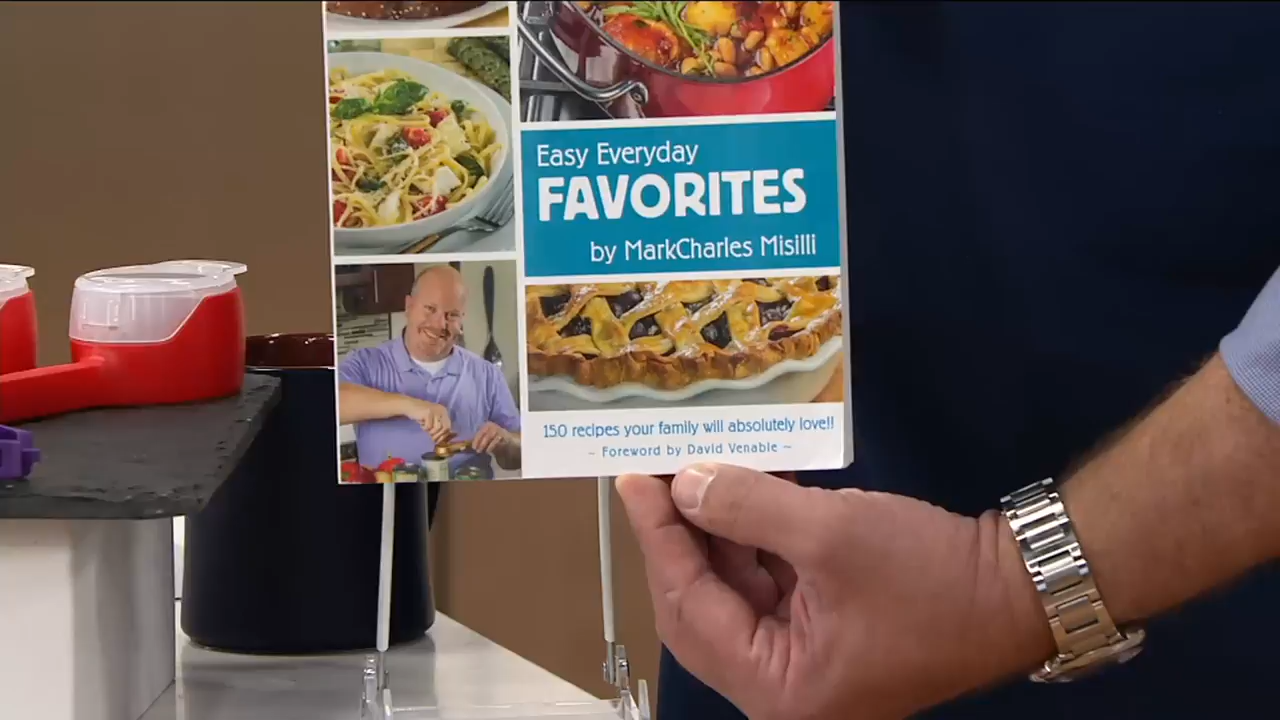 Easy Everyday
FAVORITES
by MarkCharles Misilli
150 recipes your family will absolutely love!!
~ Foreword by David Venable ~